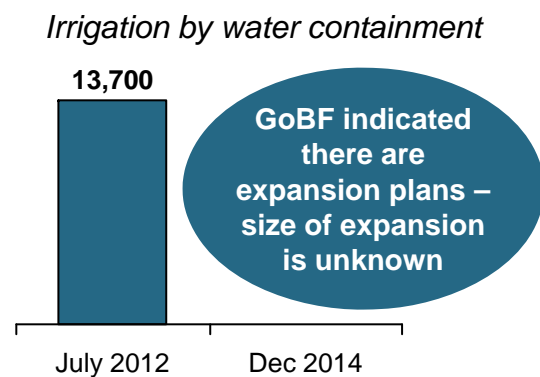 Irrigation by water containment
13,700
GoBF indicated
there are
expansion plans –
size of expansion
is unknown
July 2012
Dec 2014